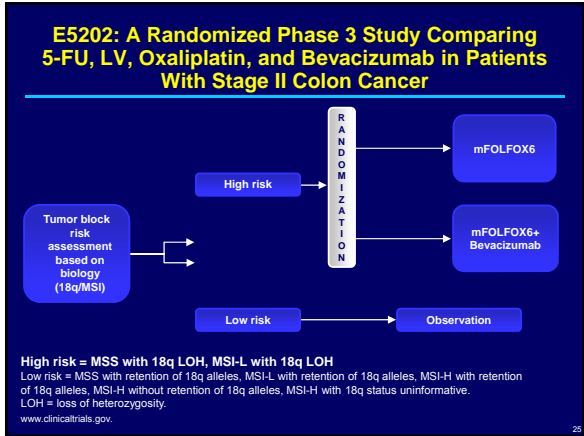 E5202: A Randomized Phase 3 Study Comparing
5-FU, LV, Oxaliplatin, and Bevacizumab in Patients
With Stage II Colon Cancer
Tumor block
risk
assessment
based on
biology
(18q/MSI)
High risk
RANDOMIZATION
mFOLFOX6
mFOLFOX6+
Bevacizumab
Low risk
Observation
High risk = MSS with 18q LOH, MSI-L with 18q LOH
Low risk = MSS with retention of 18q alleles, MSI-L with retention of 18q alleles, MSI-H with retention
of 18q alleles, MSI-H without retention of 18q alleles, MSI-H with 18q status uninformative.
LOH = loss of heterozygosity.
www.clinicaltrials.gov.
25